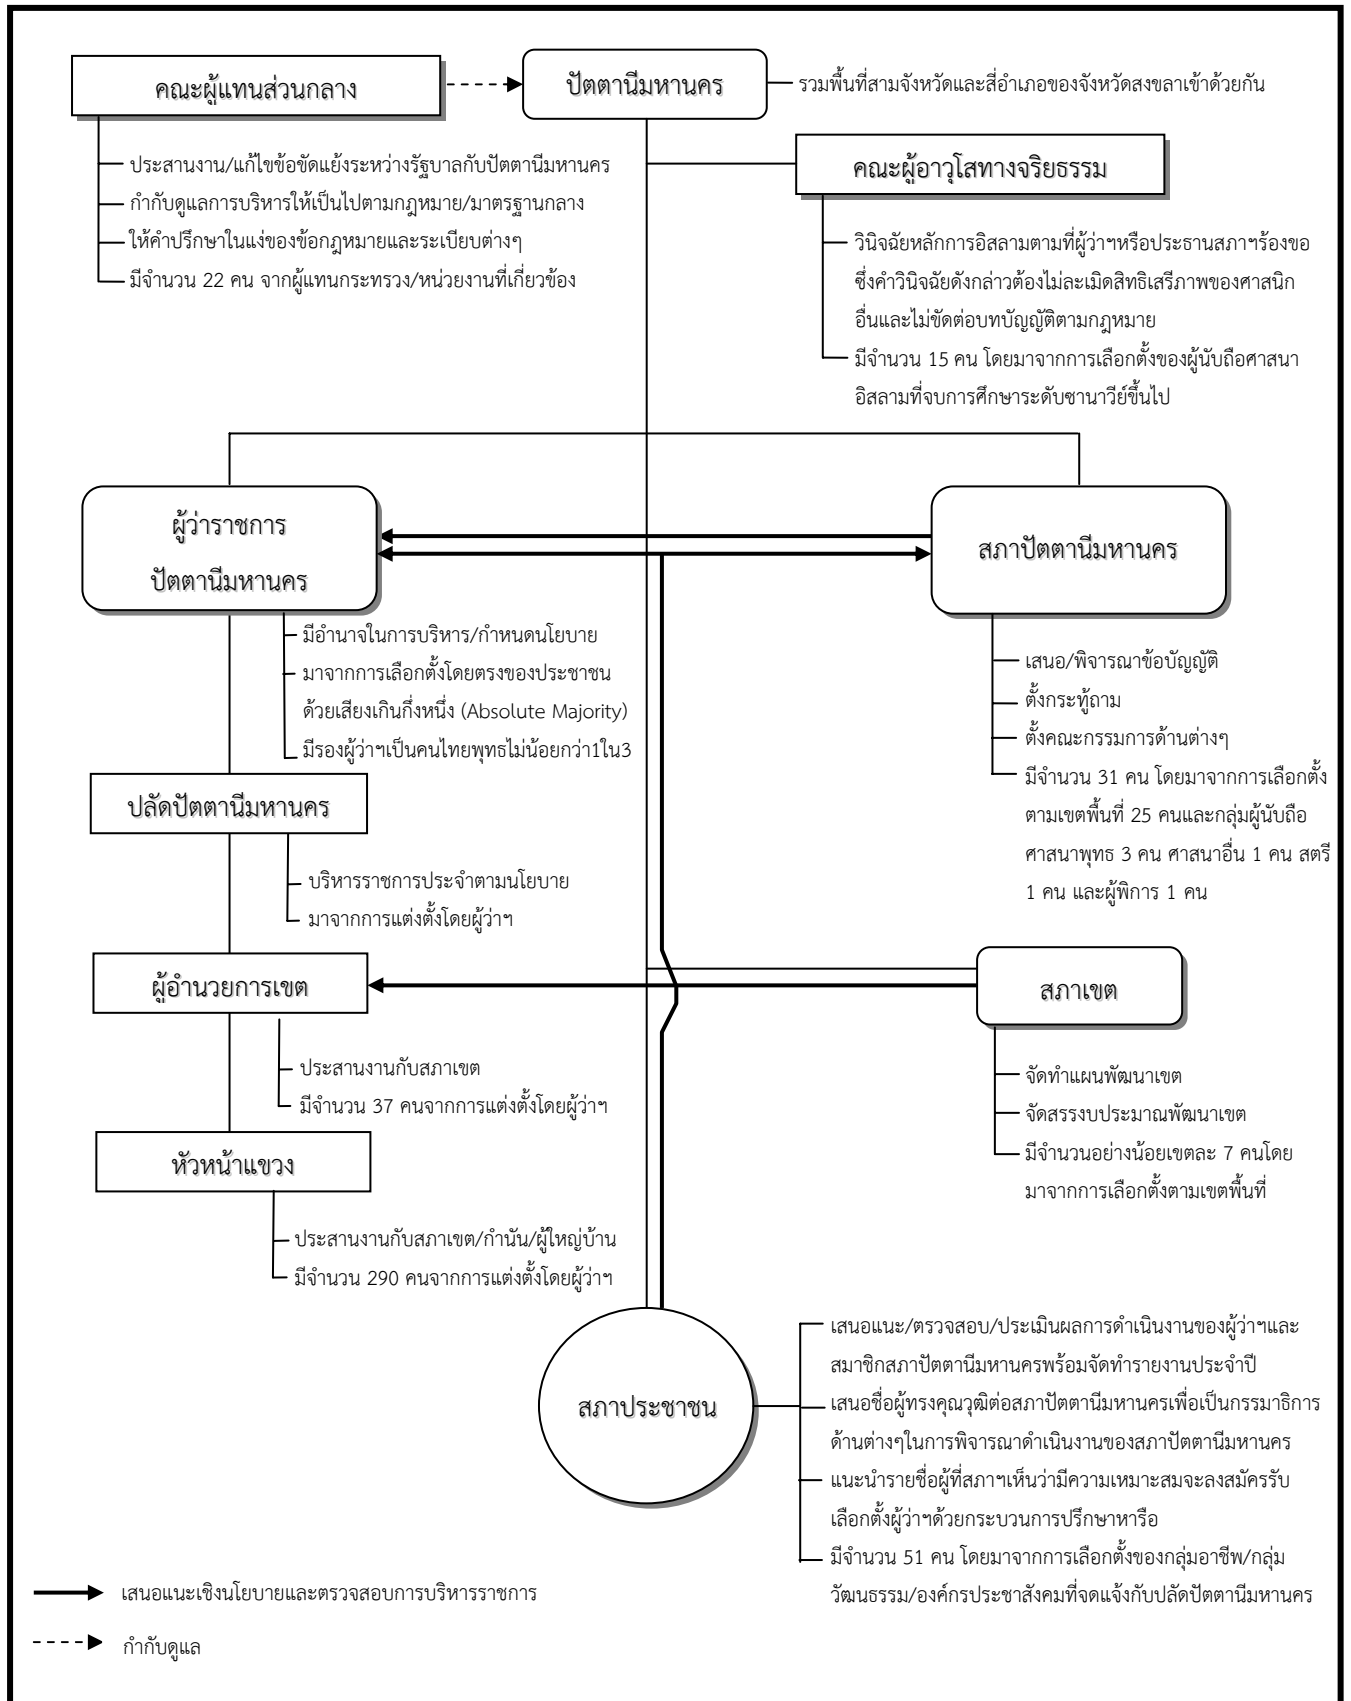 คณะผู้แทนส่วนกลาง
ปัตตานีมหานคร
รวมพื้นที่สามจังหวัดและสี่อำเภอของจังหวัดสงขลาเข้าด้วยกัน
ประสานงาน/แก้ไขข้อขัดแย้งระหว่างรัฐบาลกับปัตตานีมหานคร
กำกับดูแลการบริหารให้เป็นไปตามกฎหมาย/มาตรฐานกลาง
ให้คำปรึกษาในแง่ของข้อกฎหมายและระเบียบต่างๆ
มีจำนวน 22 คน จากผู้แทนกระทรวง/หน่วยงานที่เกี่ยวข้อง
คณะผู้อาวุโสทางจริยธรรม
วินิจฉัยหลักการอิสลามตามที่ผู้ว่าฯหรือประธานสภาฯร้องขอ
ซึ่งคำวินิจฉัยดังกล่าวต้องไม่ละเมิดสิทธิเสรีภาพของศาสนิก
อื่นและไม่ขัดต่อบทบัญญัติตามกฎหมาย
มีจำนวน 15 คน โดยมาจากการเลือกตั้งของผู้นับถือศาสนา
อิสลามที่จบการศึกษาระดับซานาวีย์ขึ้นไป
ผู้ว่าราชการ
ปัตตานีมหานคร
มีอำนาจในการบริหาร/กำหนดนโยบาย
มาจากการเลือกตั้งโดยตรงของประชาชน
ด้วยเสียงเกินกึ่งหนึ่ง (Absolute Majority)
มีรองผู้ว่าฯเป็นคนไทยพุทธไม่น้อยกว่า1ใน3
สภาปัตตานีมหานคร
เสนอ/พิจารณาข้อบัญญัติ
ตั้งกระทู้ถาม
ตั้งคณะกรรมการด้านต่างๆ
มีจำนวน 31 คน โดยมาจากการเลือกตั้ง
ตามเขตพื้นที่ 25 คนและกลุ่มผู้นับถือ
ศาสนาพุทธ 3 คน ศาสนาอื่น 1 คน สตรี
1 คน และผู้พิการ 1 คน
ปลัดปัตตานีมหานคร
บริหารราชการประจำตามนโยบาย
มาจากการแต่งตั้งโดยผู้ว่าฯ
ผู้อำนวยการเขต
ประสานงานกับสภาเขต
มีจำนวน 37 คนจากการแต่งตั้งโดยผู้ว่าฯ
สภาเขต
จัดทำแผนพัฒนาเขต
จัดสรรงบประมาณพัฒนาเขต
มีจำนวนอย่างน้อยเขตละ 7 คนโดย
มาจากการเลือกตั้งตามเขตพื้นที่
หัวหน้าแขวง
ประสานงานกับสภาเขต/กำนัน/ผู้ใหญ่บ้าน
มีจำนวน 290 คนจากการแต่งตั้งโดยผู้ว่าฯ
สภาประชาชน
เสนอแนะ/ตรวจสอบ/ประเมินผลการดำเนินงานของผู้ว่าฯและ
สมาชิกสภาปัตตานีมหานครพร้อมจัดทำรายงานประจำปี
เสนอชื่อผู้ทรงคุณวุฒิต่อสภาปัตตานีมหานครเพื่อเป็นกรรมาธิการ
ด้านต่างๆในการพิจารณาดำเนินงานของสภาปัตตานีมหานคร
แนะนำรายชื่อผู้ที่สภาฯเห็นว่ามีความเหมาะสมจะลงสมัครรับ
เลือกตั้งผู้ว่าฯด้วยกระบวนการปรึกษาหารือ
มีจำนวน 51 คน โดยมาจากการเลือกตั้งของกลุ่มอาชีพ/กลุ่ม
วัฒนธรรม/องค์กรประชาสังคมที่จดแจ้งกับปลัดปัตตานีมหานคร
เสนอแนะเชิงนโยบายและตรวจสอบการบริหารราชการ
กำกับดูแล